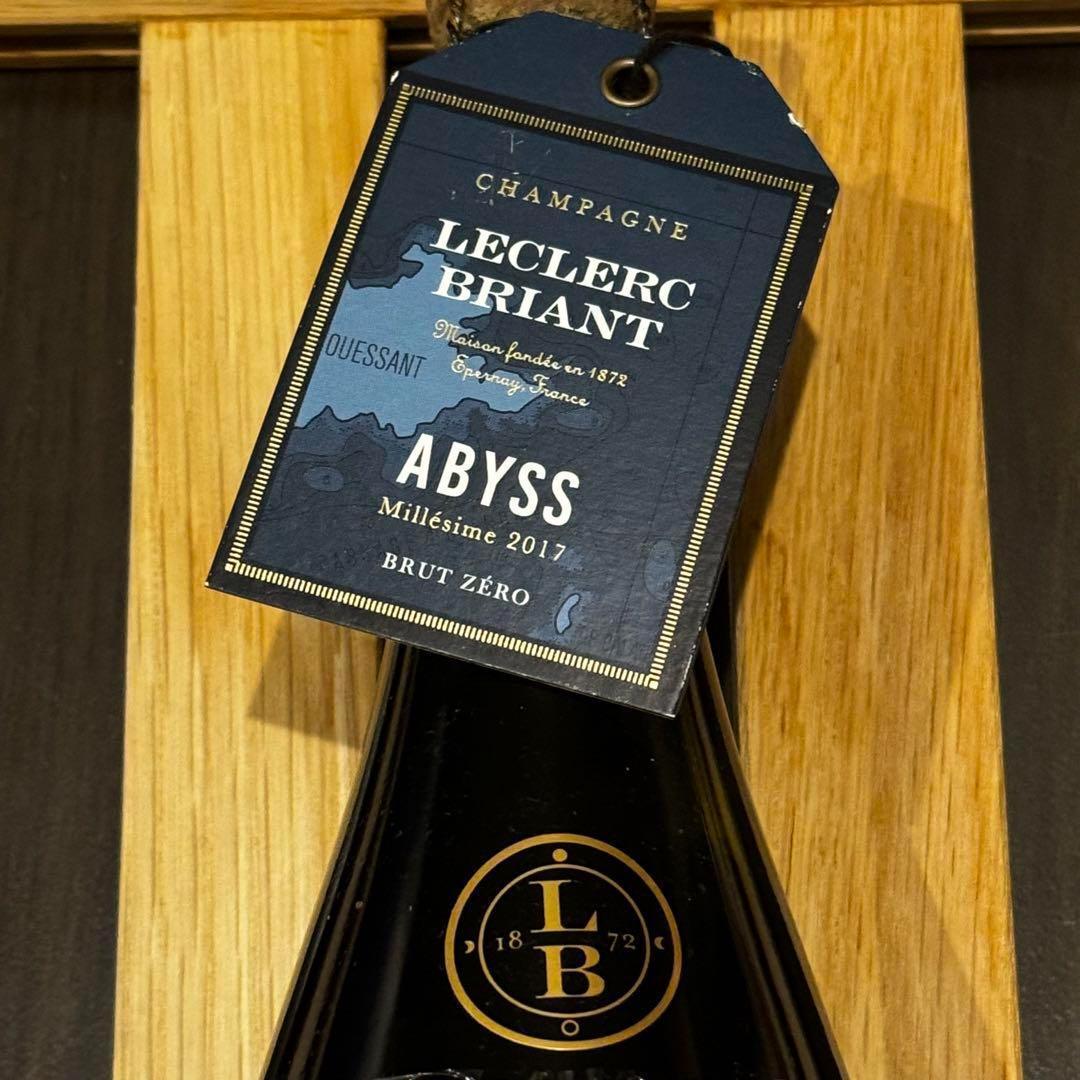 CHAMPAGNE
LECLERC
BRIANT
Maison fondée en 1872
Epernay, France
OUESSANT
ABYSS
Millésime 2017
BRUT ZÉRO
L
18 72
B